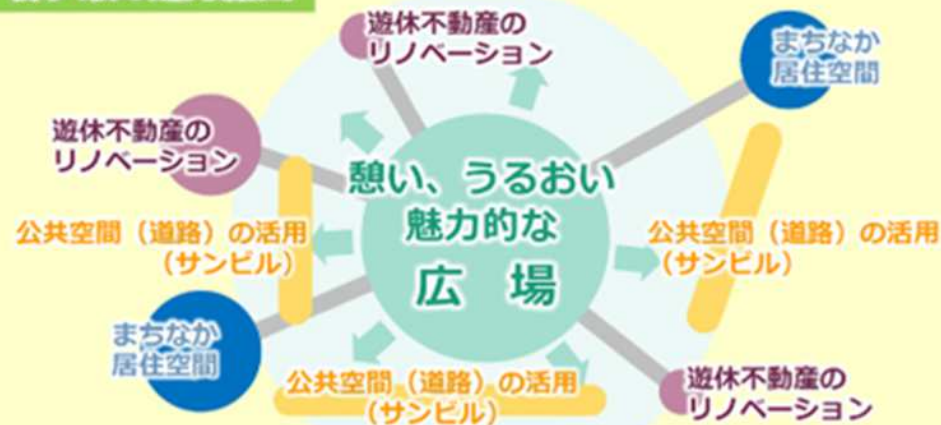 遊休不動産の
リノベーション
まちなか
居住空間
遊休不動産の
リノベーション
憩い、うるおい
魅力的な
広　場
公共空間（道路）の活用
（サンビル）
公共空間（道路）の活用
（サンビル）
まちなか
居住空間
公共空間（道路）の活用
（サンビル）
遊休不動産の
リノベーション